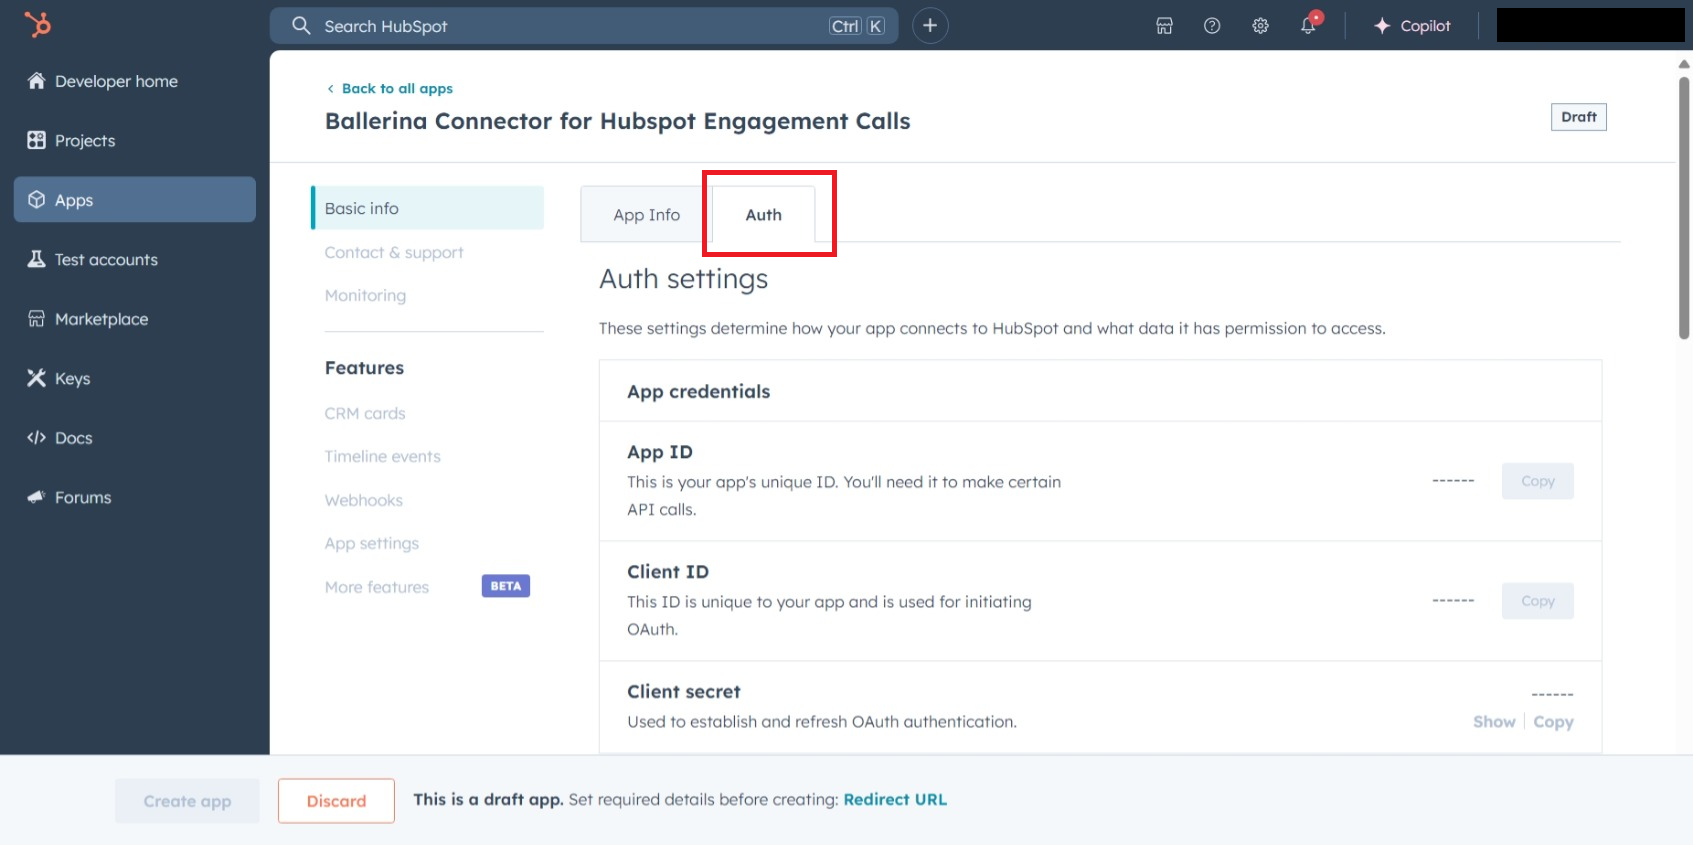 Search HubSpot
Ctrl K
Copilot
Developer home
Projects
Apps
Test accounts
Marketplace
Keys
Docs
Forums
Back to all apps
Ballerina Connector for Hubspot Engagement Calls
Draft
Basic info
Contact & support
Monitoring
Features
CRM cards
Timeline events
Webhooks
App settings
More features BETA
App Info
Auth
Auth settings
These settings determine how your app connects to HubSpot and what data it has permission to access.
App credentials
App ID
This is your app's unique ID. You'll need it to make certain
API calls.
------
Copy
Client ID
This ID is unique to your app and is used for initiating
OAuth.
------
Copy
Client secret
Used to establish and refresh OAuth authentication.
------
Show Copy
Create app
Discard
This is a draft app. Set required details before creating: Redirect URL